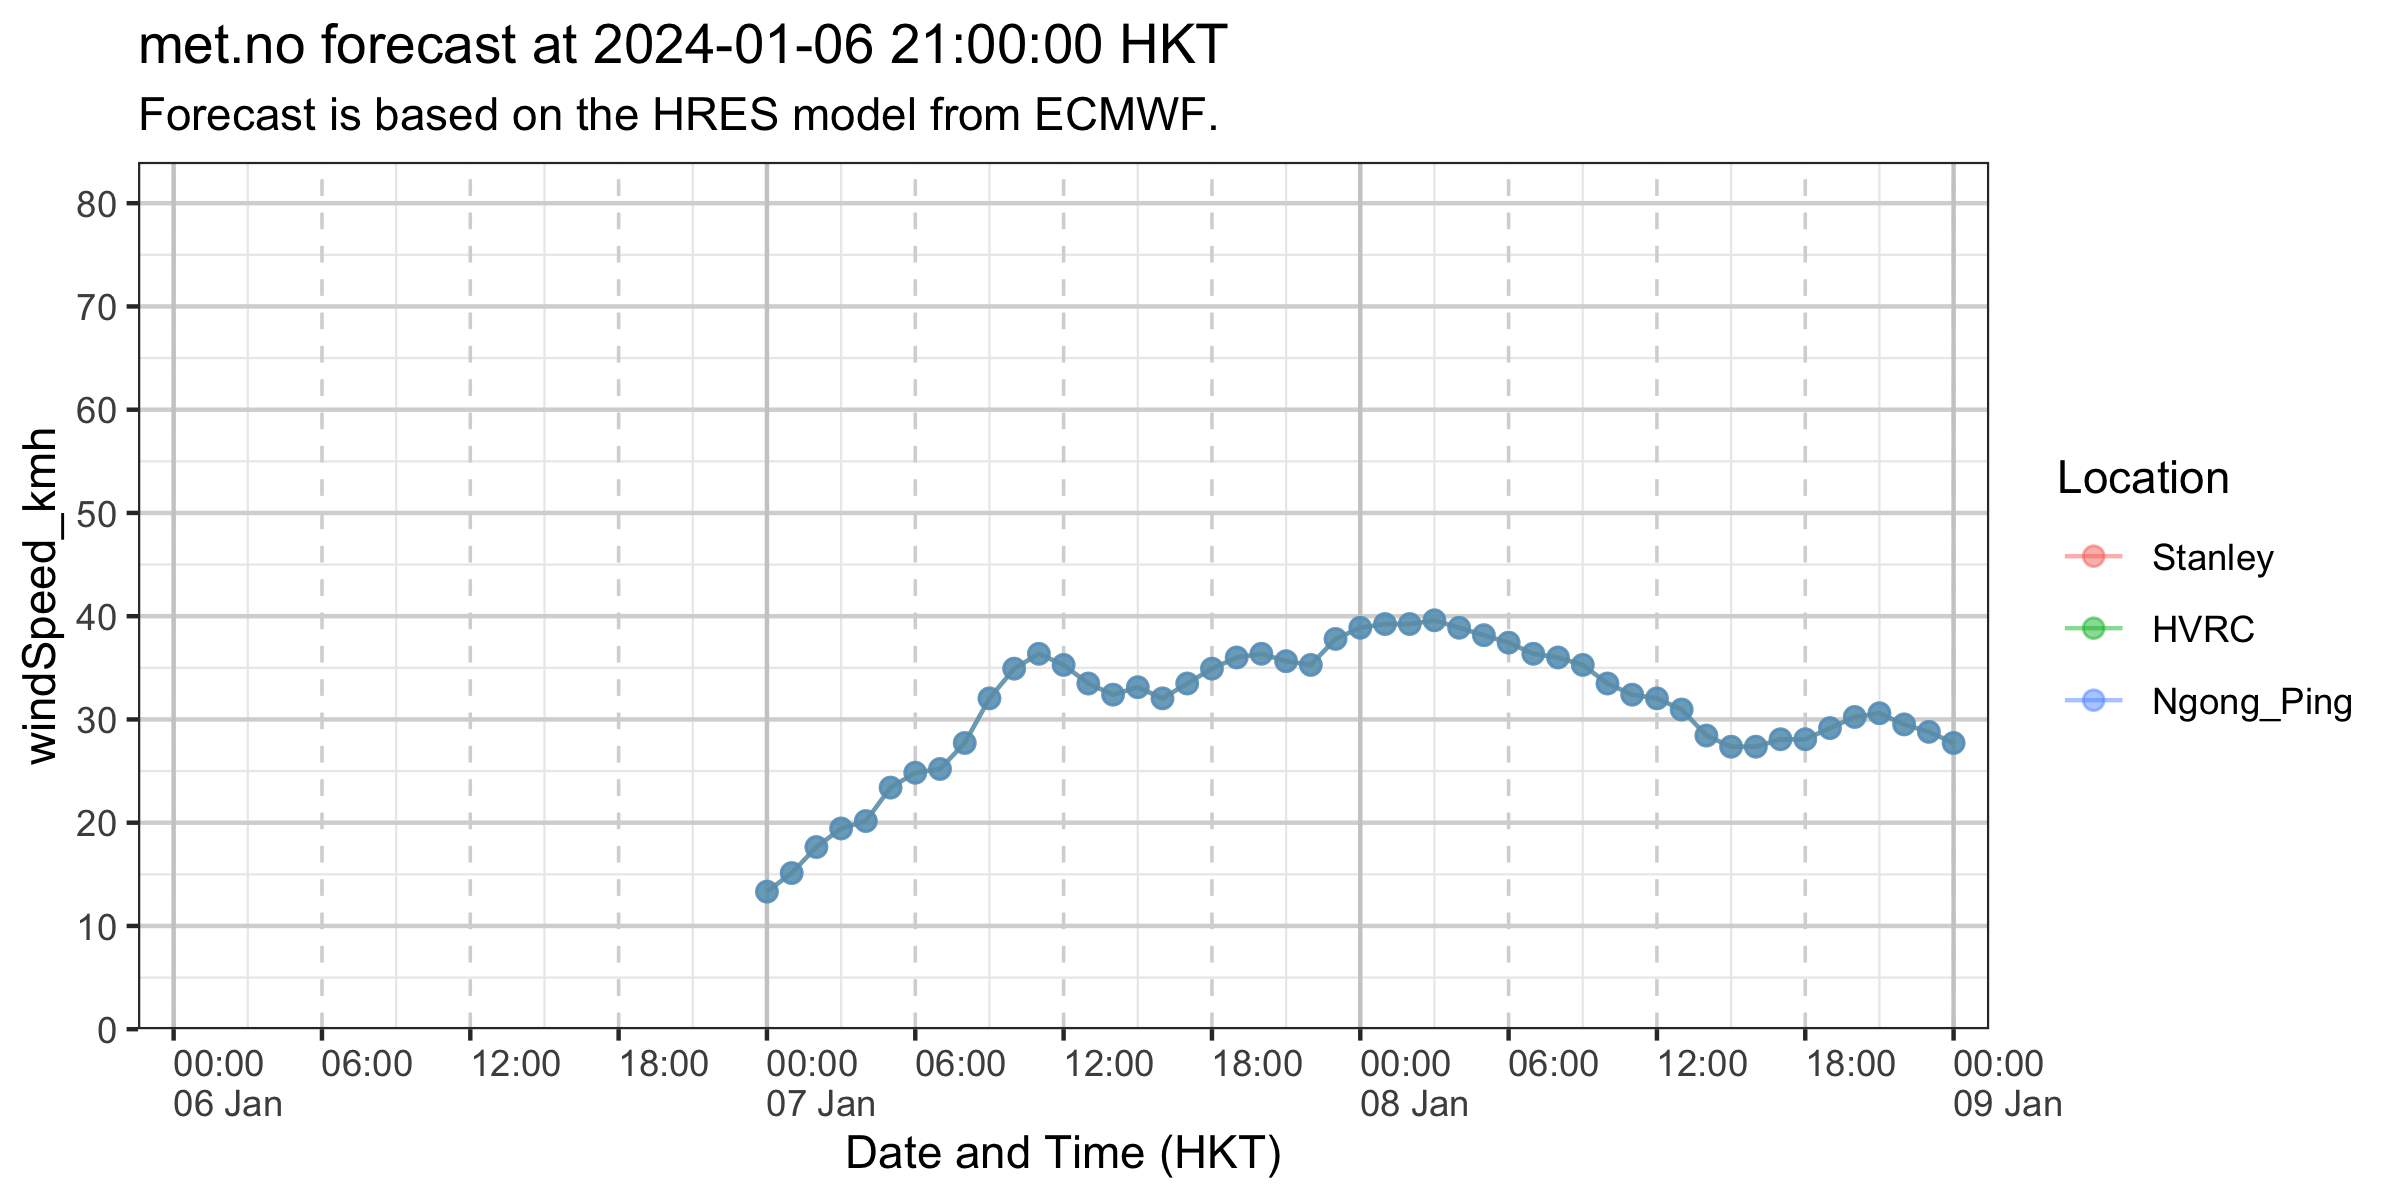 met.no forecast at 2024-01-06 21:00:00 HKT
Forecast is based on the HRES model from ECMWF.
windSpeed_kmh
80
70
60
50
40
30
20
10
0
00:00 06:00 12:00 18:00 00:00 06:00 12:00 18:00 00:00 06:00 12:00 18:00 00:00
06 Jan 07 Jan 08 Jan 09 Jan
Date and Time (HKT)
Location
Stanley
HVRC
Ngong_Ping